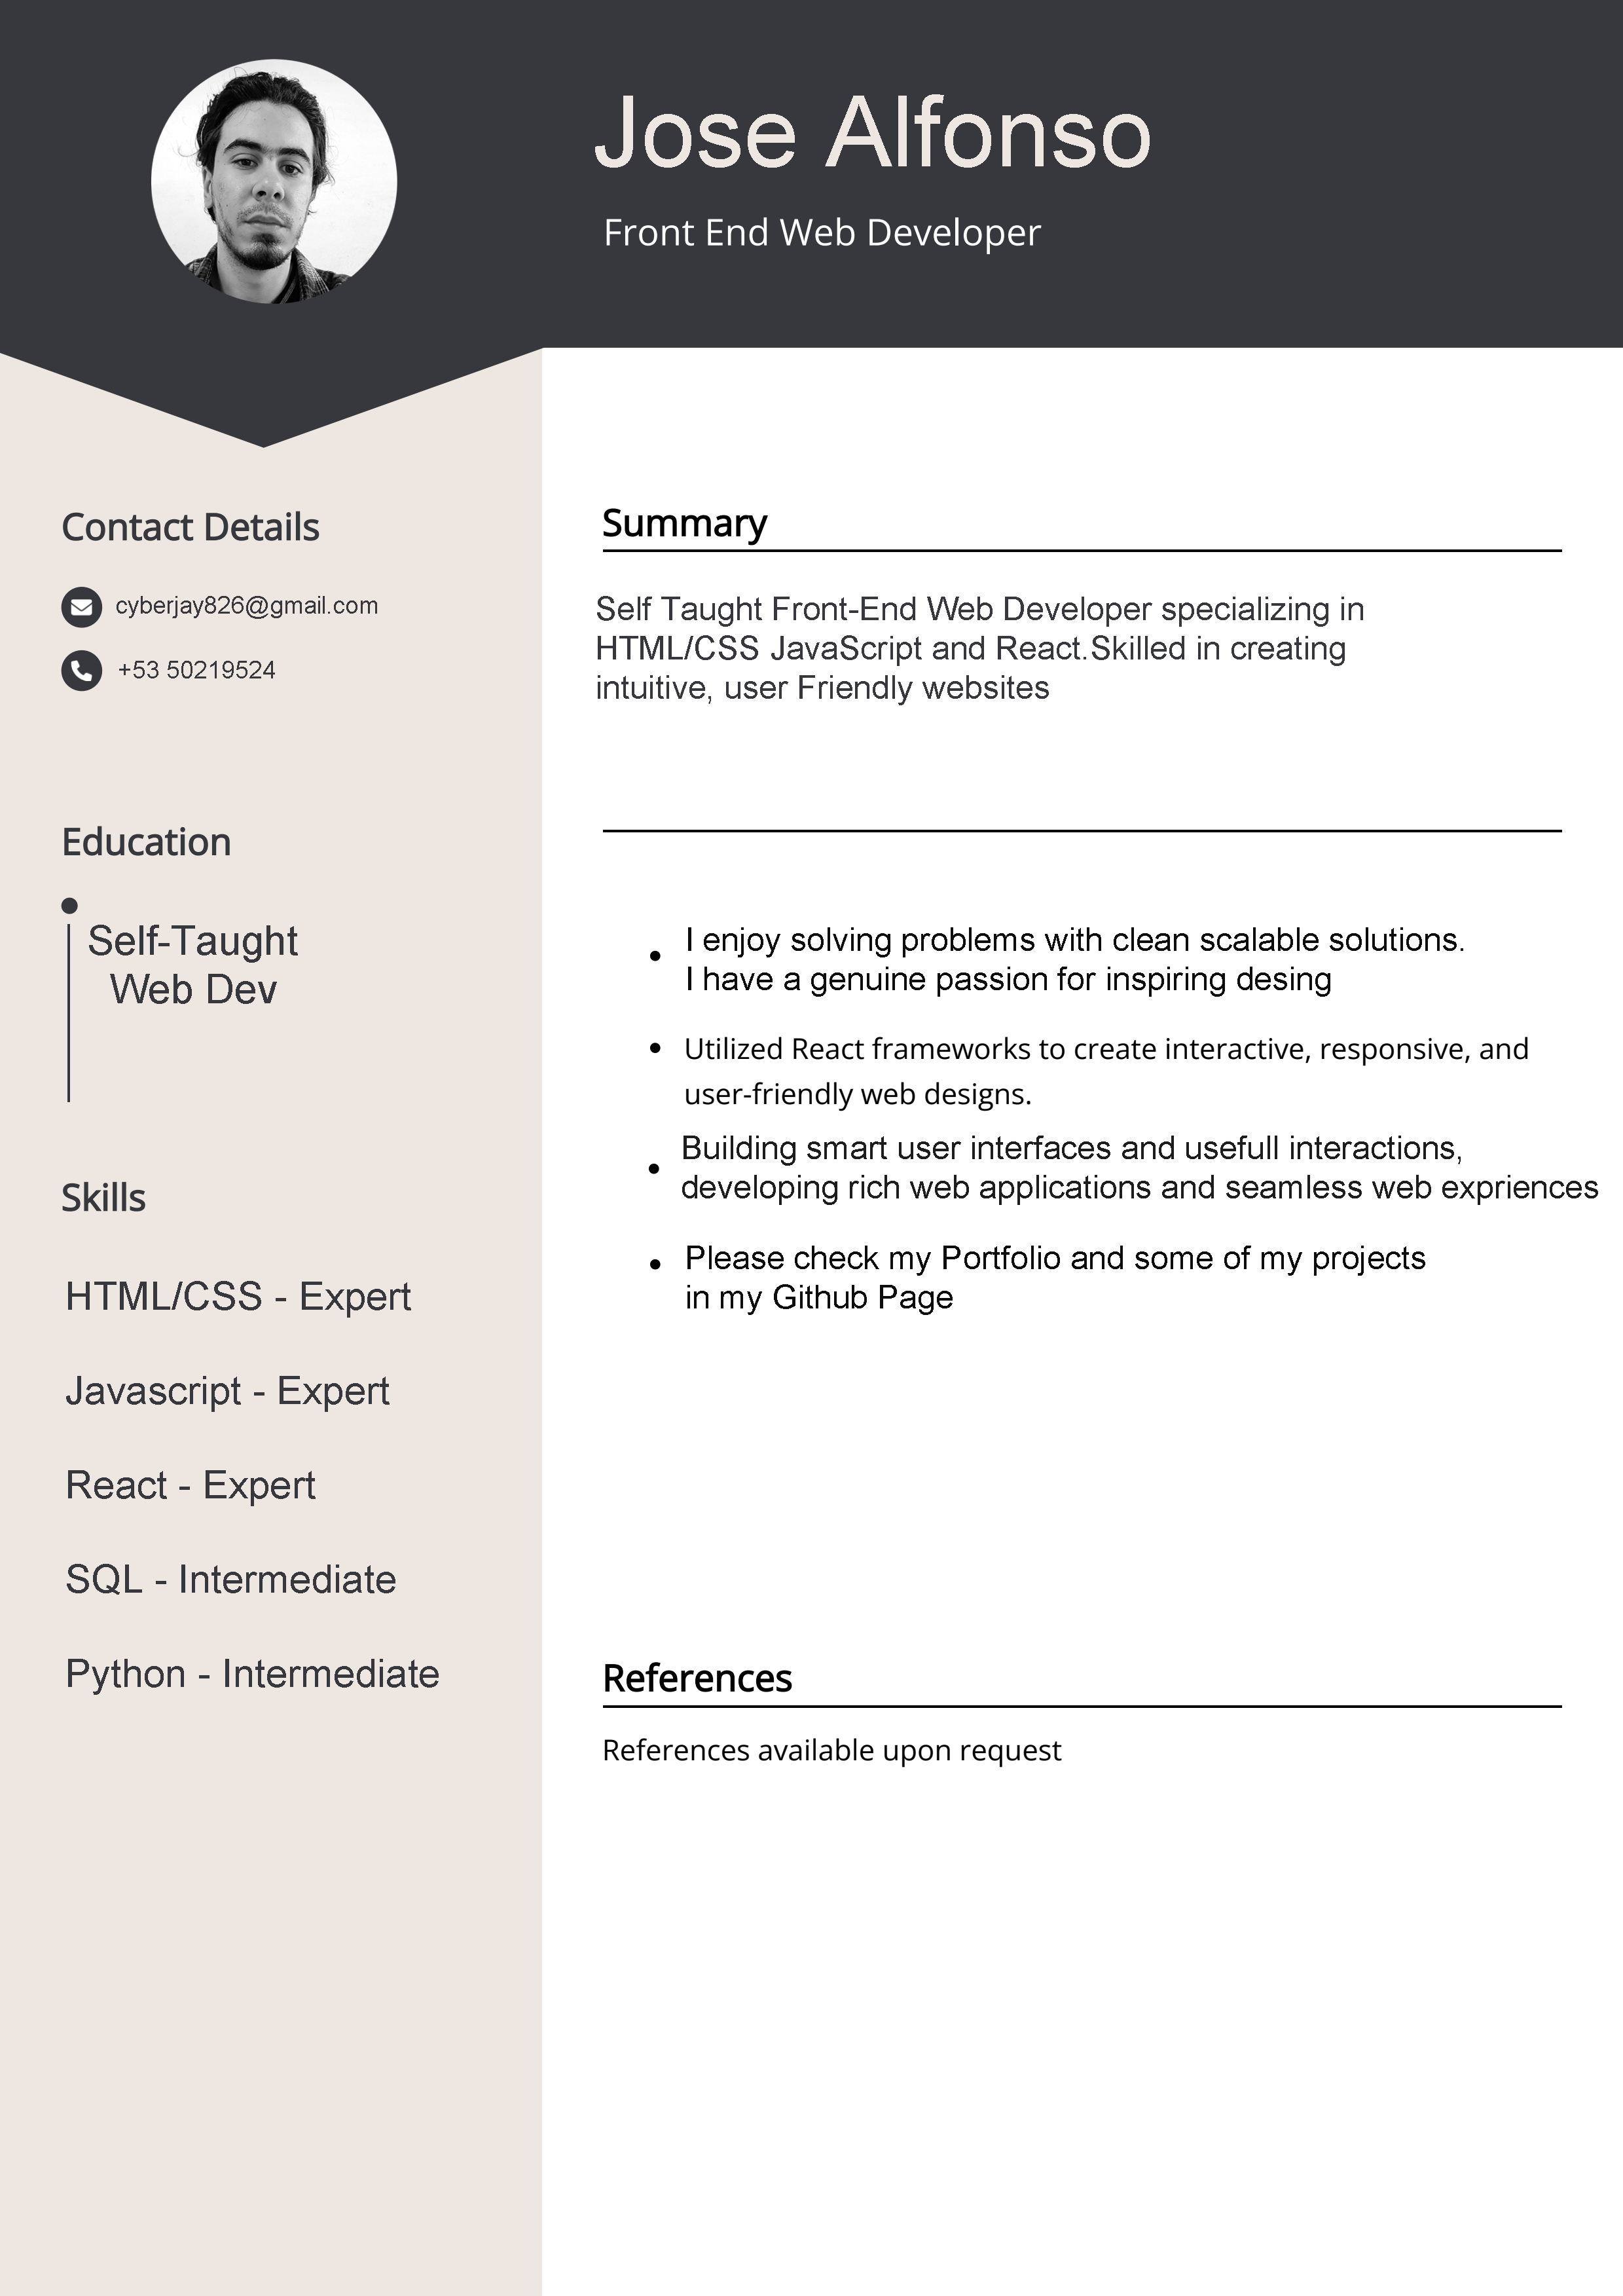 Jose Alfonso
Front End Web Developer
Contact Details
cyberjay826@gmail.com
+53 50219524
Education
Self-Taught
Web Dev
Skills
HTML/CSS - Expert
Javascript - Expert
React - Expert
SQL - Intermediate
Python - Intermediate
Summary
Self Taught Front-End Web Developer specializing in
HTML/CSS JavaScript and React.Skilled in creating
intuitive, user Friendly websites
• I enjoy solving problems with clean scalable solutions.
I have a genuine passion for inspiring desing
• Utilized React frameworks to create interactive, responsive, and
user-friendly web designs.
• Building smart user interfaces and usefull interactions,
developing rich web applications and seamless web expriences
• Please check my Portfolio and some of my projects
in my Github Page
References
References available upon request